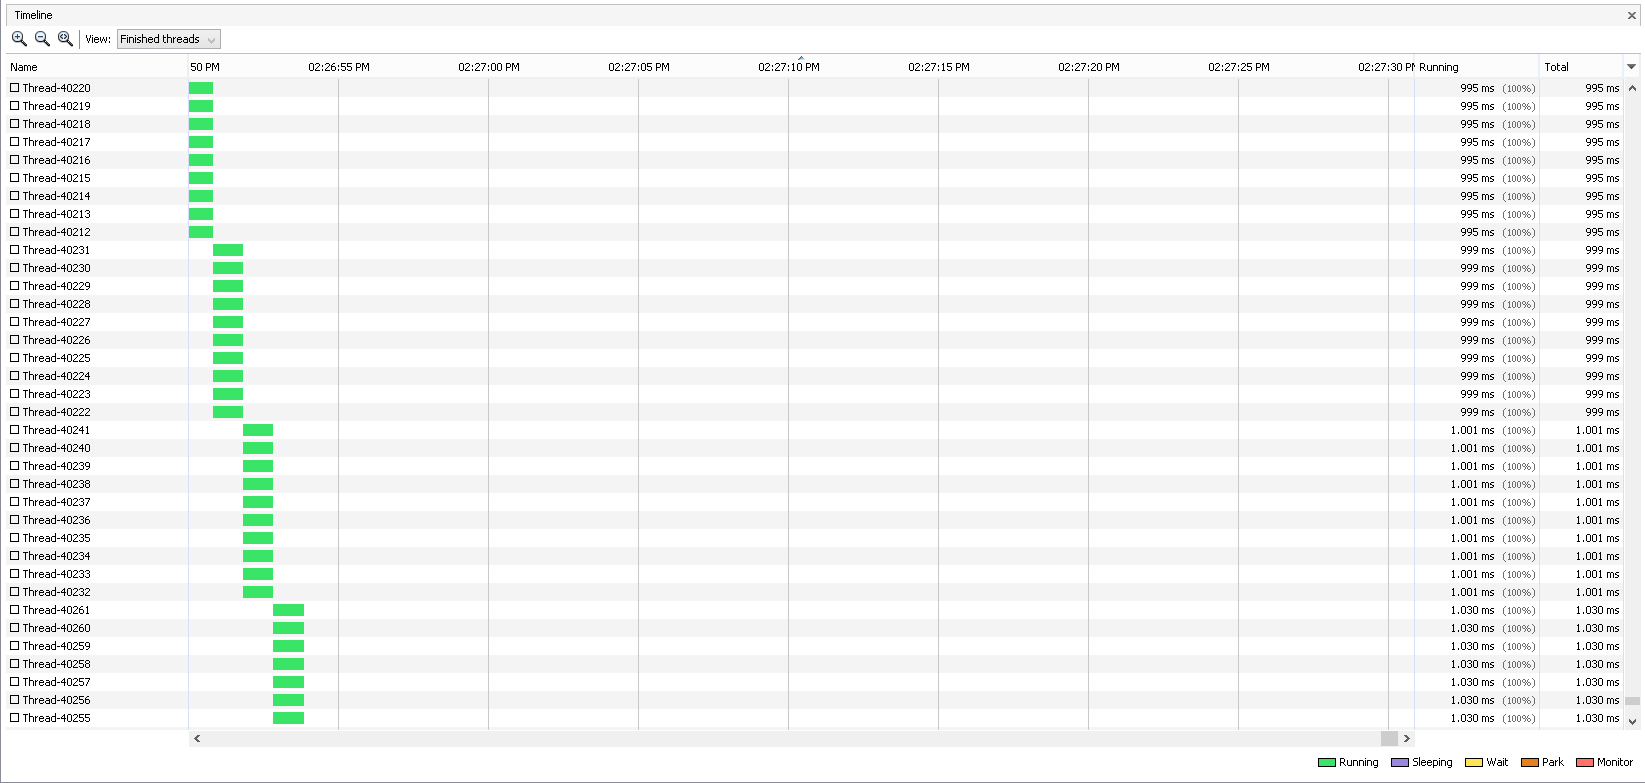 Timeline
View: Finished threads
Name 50 PM 02:26:55 PM 02:27:00 PM 02:27:05 PM 02:27:10 PM 02:27:15 PM 02:27:20 PM 02:27:25 PM 02:27:30 PM Running Total
Thread-40220 995 ms (100%) 995 ms
Thread-40219 995 ms (100%) 995 ms
Thread-40218 995 ms (100%) 995 ms
Thread-40217 995 ms (100%) 995 ms
Thread-40216 995 ms (100%) 995 ms
Thread-40215 995 ms (100%) 995 ms
Thread-40214 995 ms (100%) 995 ms
Thread-40213 995 ms (100%) 995 ms
Thread-40212 995 ms (100%) 995 ms
Thread-40231 999 ms (100%) 999 ms
Thread-40230 999 ms (100%) 999 ms
Thread-40229 999 ms (100%) 999 ms
Thread-40228 999 ms (100%) 999 ms
Thread-40227 999 ms (100%) 999 ms
Thread-40226 999 ms (100%) 999 ms
Thread-40225 999 ms (100%) 999 ms
Thread-40224 999 ms (100%) 999 ms
Thread-40223 999 ms (100%) 999 ms
Thread-40222 999 ms (100%) 999 ms
Thread-40241 1.001 ms (100%) 1.001 ms
Thread-40240 1.001 ms (100%) 1.001 ms
Thread-40239 1.001 ms (100%) 1.001 ms
Thread-40238 1.001 ms (100%) 1.001 ms
Thread-40237 1.001 ms (100%) 1.001 ms
Thread-40236 1.001 ms (100%) 1.001 ms
Thread-40235 1.001 ms (100%) 1.001 ms
Thread-40234 1.001 ms (100%) 1.001 ms
Thread-40233 1.001 ms (100%) 1.001 ms
Thread-40232 1.001 ms (100%) 1.001 ms
Thread-40261 1.030 ms (100%) 1.030 ms
Thread-40260 1.030 ms (100%) 1.030 ms
Thread-40259 1.030 ms (100%) 1.030 ms
Thread-40258 1.030 ms (100%) 1.030 ms
Thread-40257 1.030 ms (100%) 1.030 ms
Thread-40256 1.030 ms (100%) 1.030 ms
Thread-40255 1.030 ms (100%) 1.030 ms
Running Sleeping Wait Park Monitor